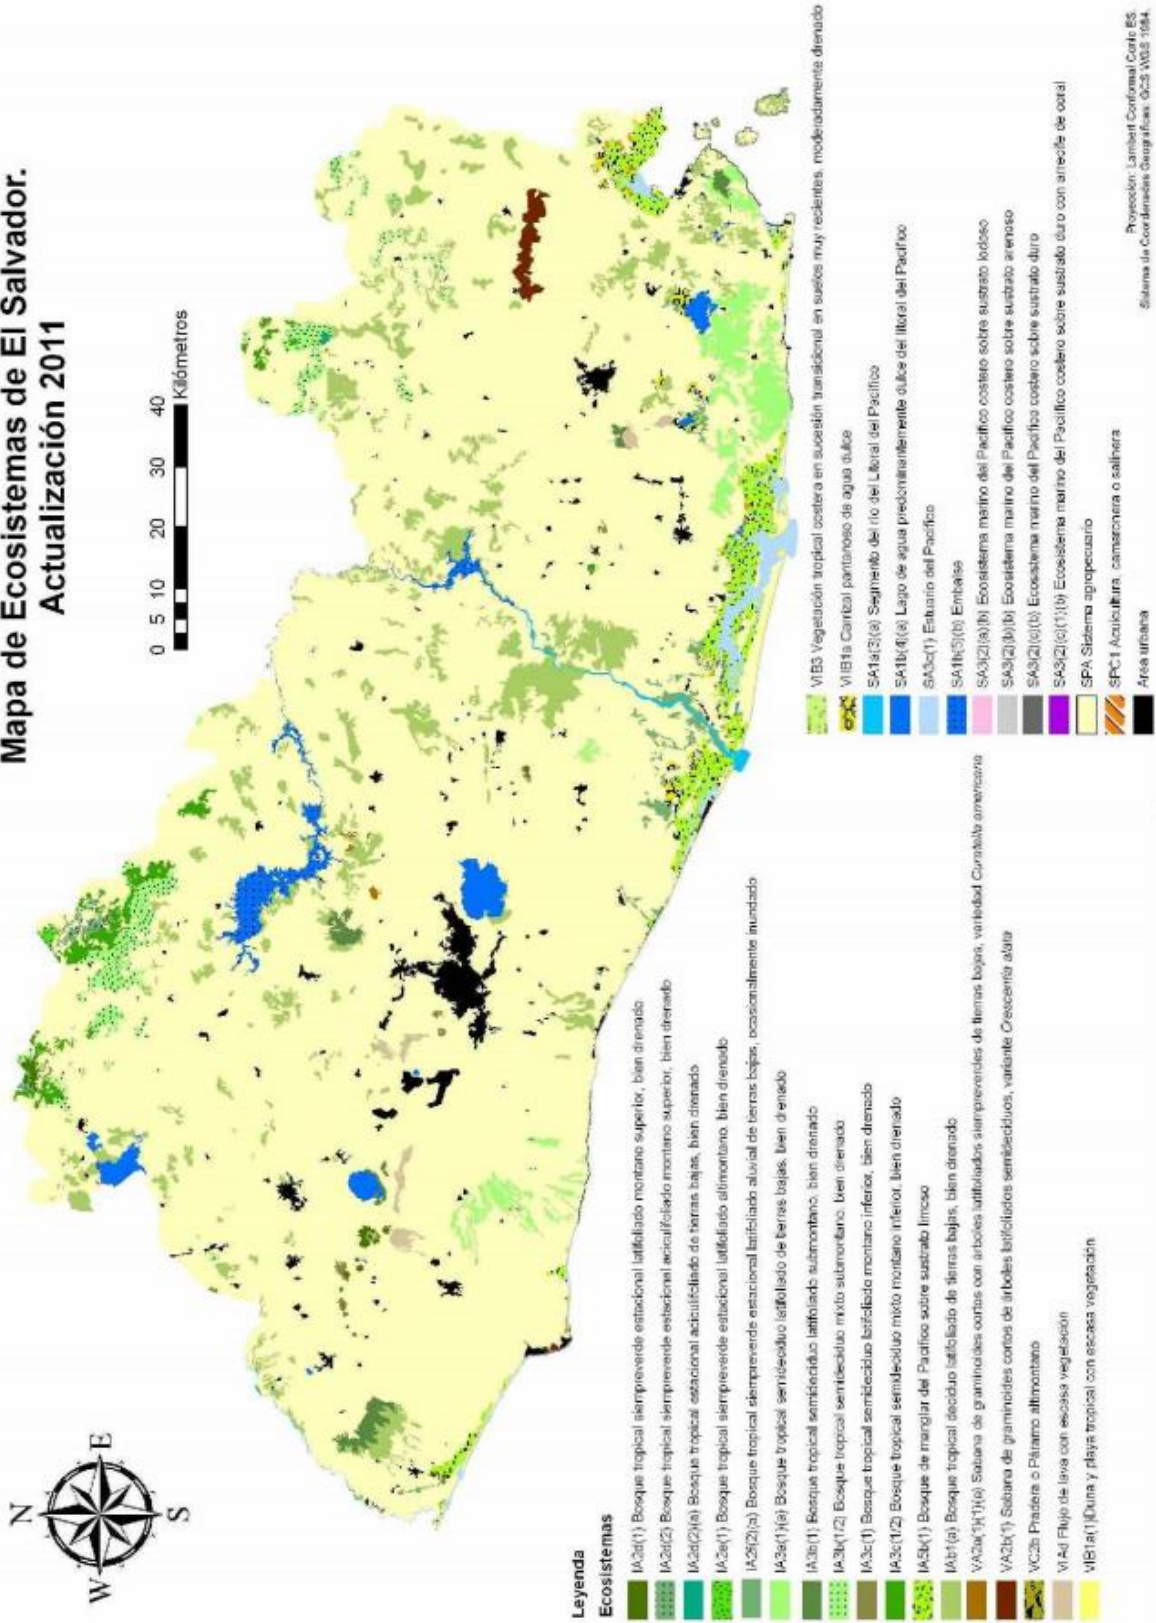 Mapa de Ecosistemas de El Salvador.
Actualización 2011
0 5 10 20 30 40
Kilómetros
N
W E
S
Leyenda
Ecosistemas
IA2d(1) Bosque tropical siempreverde estacional latifoliado montano superior, bien drenado
IA2d(2) Bosque tropical siempreverde estacional aciculifoliado montano superior, bien drenado
IA2d(2)(a) Bosque tropical estacional aciculifoliado de tierras bajas, bien drenado
IA2e(1) Bosque tropical siempreverde estacional latifoliado altimontano, bien drenado
IA2f(2)(a) Bosque tropical siempreverde estacional latifoliado aluvial de tierras bajas, ocasionalmente inundado
IA3a(1)(a) Bosque tropical semideciduo latifoliado de tierras bajas, bien drenado
IA3b(1) Bosque tropical semideciduo latifoliado submontano, bien drenado
IA3b(1/2) Bosque tropical semideciduo mixto submontano, bien drenado
IA3c(1) Bosque tropical semideciduo latifoliado montano inferior, bien drenado
IA3c(1/2) Bosque tropical semideciduo mixto montano inferior, bien drenado
IA5b(1) Bosque de manglar del Pacífico sobre sustrato limoso
IAb1(a) Bosque tropical deciduo latifoliado de tierras bajas, bien drenado
VA2a(1)(1)(e) Sabana de graminoides cortos con árboles latifoliados siempreverdes de tierras bajas, variedad Curatella americana
VA2b(1) Sabana de graminoides cortos de árboles latifoliados semideciduos, variante Crescentia alata
VC2b Pradera o Páramo altimontano
VIAd Flujo de lava con escasa vegetación
VIB1a(1)Duna y playa tropical con escasa vegetación
VIB3 Vegetación tropical costera en sucesión transicional en suelos muy recientes, moderadamente drenado
VIIB1a Carrizal pantanoso de agua dulce
SA1a(3)(a) Segmento del río del Litoral del Pacífico
SA1b(4)(a) Lago de agua predominantemente dulce del litoral del Pacífico
SA3c(1) Estuario del Pacífico
SA1b(5)(b) Embalse
SA3(2)(a)(b) Ecosistema marino del Pacífico costero sobre sustrato lodoso
SA3(2)(b)(b) Ecosistema marino del Pacífico costero sobre sustrato arenoso
SA3(2)(c)(b) Ecosistema marino del Pacífico costero sobre sustrato duro
SA3(2)(c)(1)(b) Ecosistema marino del Pacífico costero sobre sustrato duro con arrecife de coral
SPA Sistema agropecuario
SPC1 Acuicultura, camaronera o salinera
Área urbana
Proyección: Lambert Conformal Conic ES.
Sistema de Coordenadas Geográficas: GCS WGS 1984.